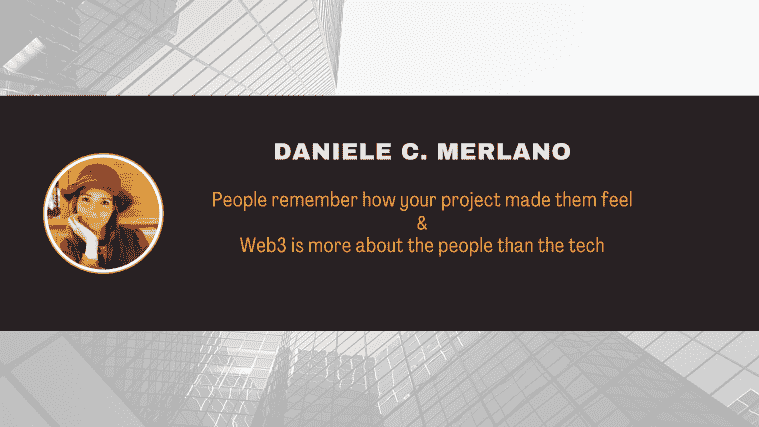 DANIELE C. MERLANO
People remember how your project made them feel
&
Web3 is more about the people than the tech